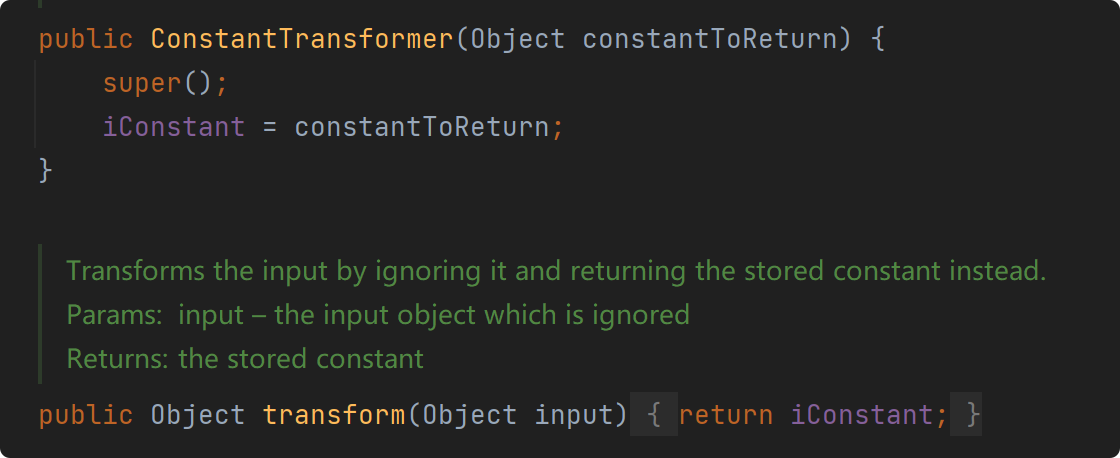 public ConstantTransformer(Object constantToReturn) {
super();
iConstant = constantToReturn;
}
Transforms the input by ignoring it and returning the stored constant instead.
Params: input – the input object which is ignored
Returns: the stored constant
public Object transform(Object input) { return iConstant; }